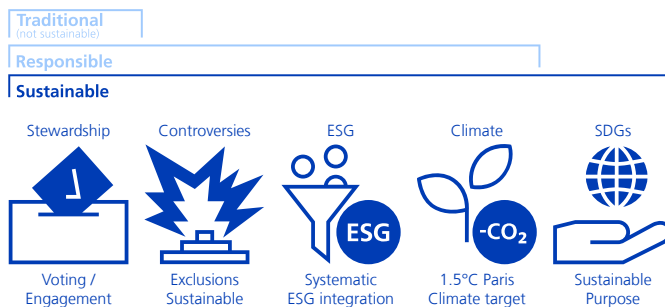 Traditional
(not sustainable)
Responsible
Sustainable
Stewardship
Controversies
ESG
Climate
SDGs
ESG
-CO₂
Voting /
Engagement
Exclusions
Sustainable
Systematic
ESG integration
1.5°C Paris
Climate target
Sustainable
Purpose